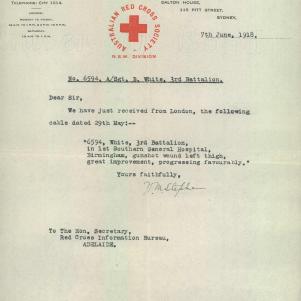 TELEPHONE: CITY 1014.
DALTON HOUSE,
115 PITT STREET,
SYDNEY.
AUSTRALIAN RED CROSS SOCIETY
N.S.W. DIVISION
7th June, 1918.
No. 6594, A/Sgt. D. White, 3rd Battalion.
Dear Sir,
We have just received from London, the following
cable dated 29th May:--
"6594, White, 3rd Battalion,
in 1st Southern General Hospital,
Birmingham, gunshot wound left thigh,
great improvement, progressing favourably."
Yours faithfully,
To The Hon. Secretary,
Red Cross Information Bureau,
ADELAIDE.